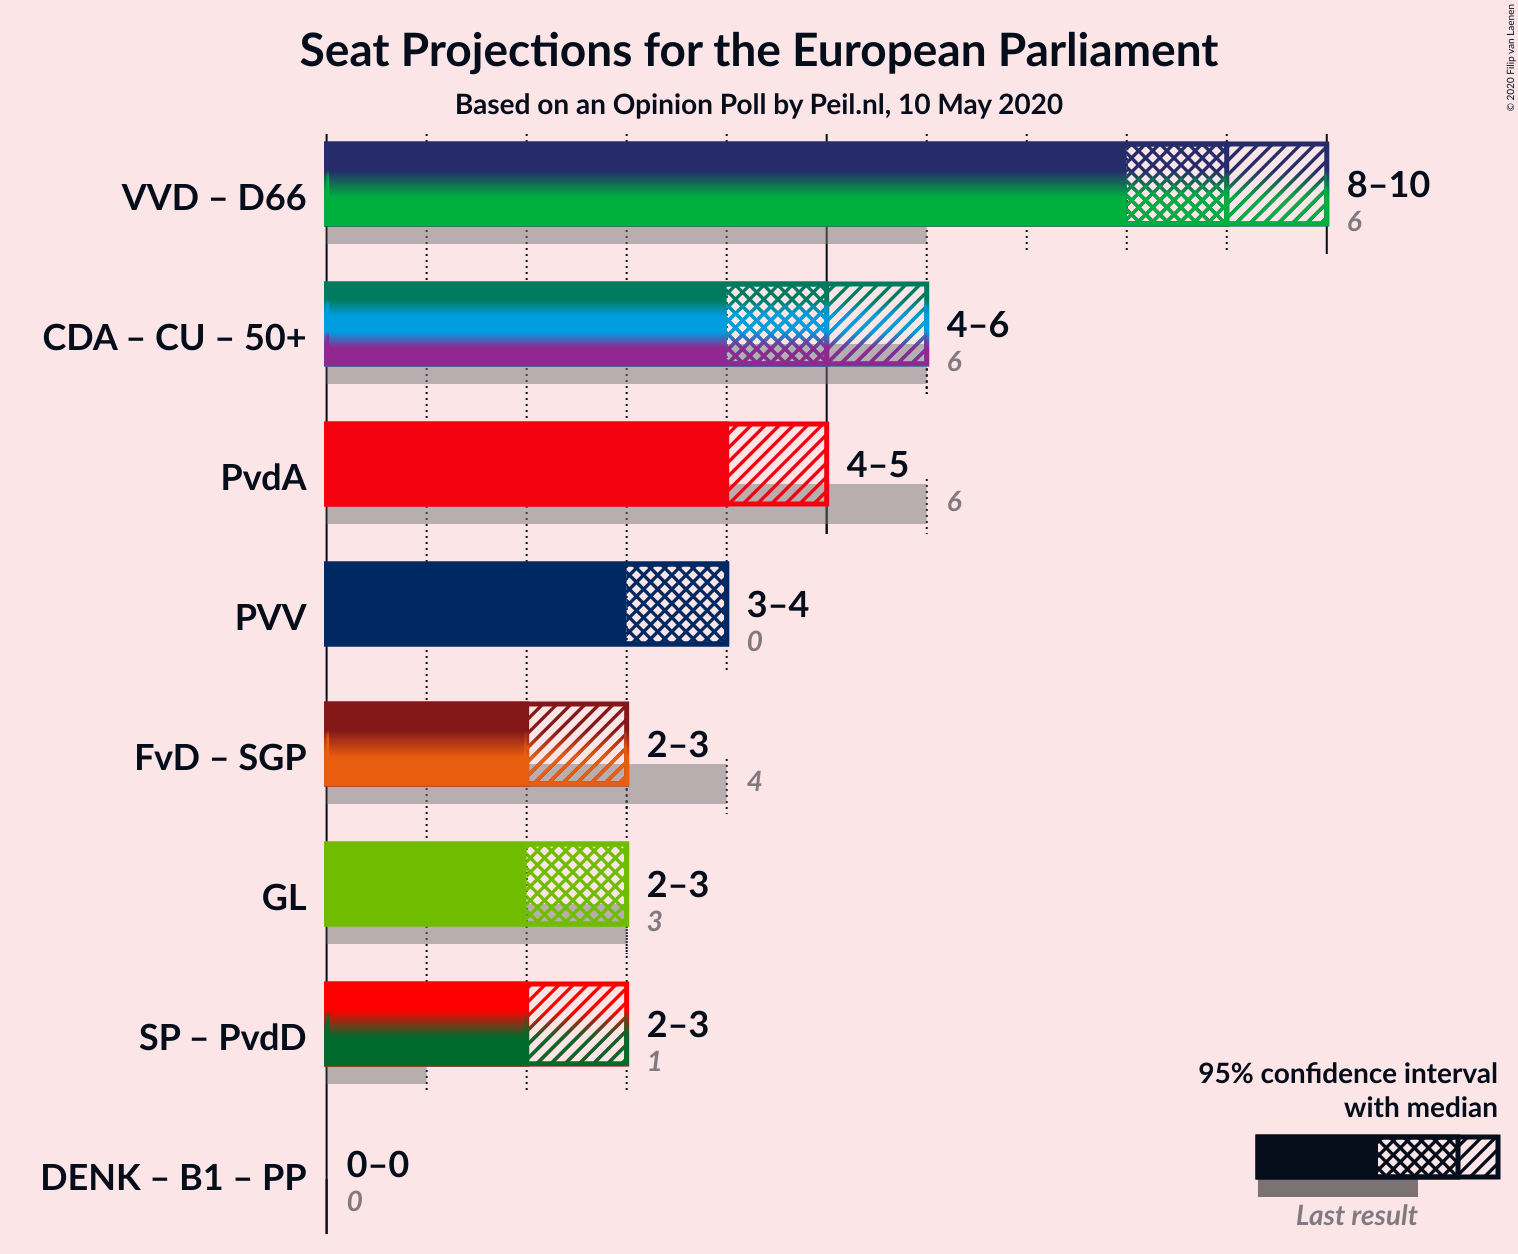 Seat Projections for the European Parliament
Based on an Opinion Poll by Peil.nl, 10 May 2020
© 2020 Filip van Laenen
VVD – D66
8–10
6
CDA – CU – 50+
4–6
6
PvdA
4–5
6
PVV
3–4
0
FvD – SGP
2–3
4
GL
2–3
3
SP – PvdD
2–3
1
DENK – B1 – PP
0–0
0
95% confidence interval
with median
Last result